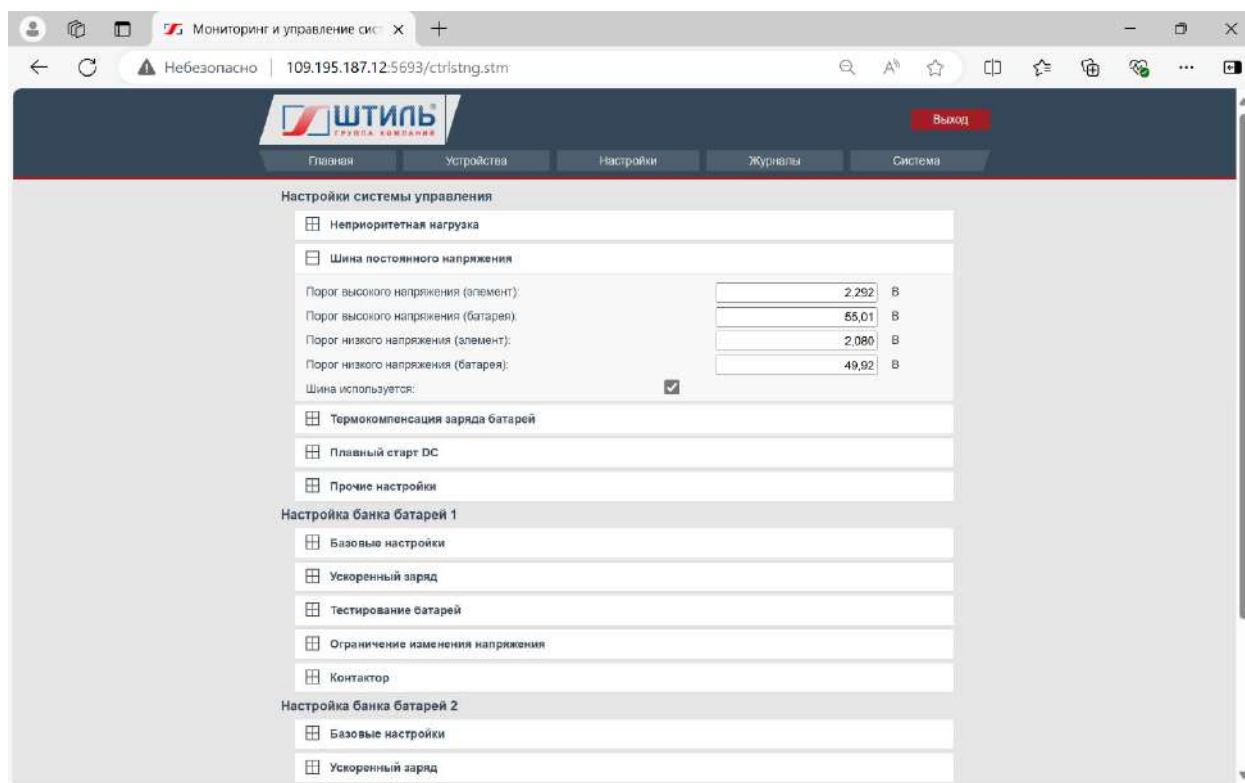 Мониторинг и управление сис
Небезопасно 109.195.187.12:5693/ctrlstng.stm
ШТИЛЬ
ГРУППА КОМПАНИЙ
Выход
Главная Устройства Настройки Журналы Система
Настройки системы управления
Неприоритетная нагрузка
Шина постоянного напряжения
Порог высокого напряжения (элемент): 2,292 В
Порог высокого напряжения (батарея): 55,01 В
Порог низкого напряжения (элемент): 2,080 В
Порог низкого напряжения (батарея): 49,92 В
Шина используется:
Термокомпенсация заряда батарей
Плавный старт DC
Прочие настройки
Настройка банка батарей 1
Базовые настройки
Ускоренный заряд
Тестирование батарей
Ограничение изменения напряжения
Контактор
Настройка банка батарей 2
Базовые настройки
Ускоренный заряд